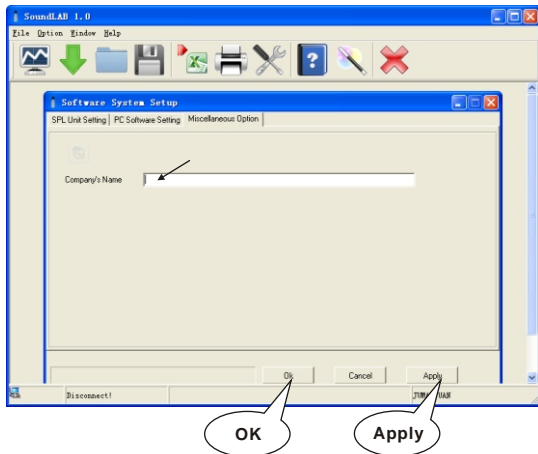 SoundLAB 1.0
File Option Window Help
Software System Setup
SPL Unit Setting PC Software Setting Miscellaneous Option
Company's Name
Ok Cancel Apply
Disconnect!
OK Apply